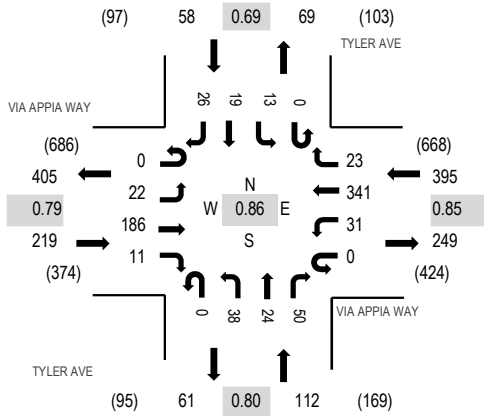 (97) 58 0.69 69 (103)
TYLER AVE
VIA APPIA WAY
26 19 13 0
(686) (668)
405 0 23 395
22 N 341
0.79 W 0.86 E 0.85
186 S 31
219 11 0 249
(374) (424)
0 38 24 50
VIA APPIA WAY
TYLER AVE
(95) 61 0.80 112 (169)